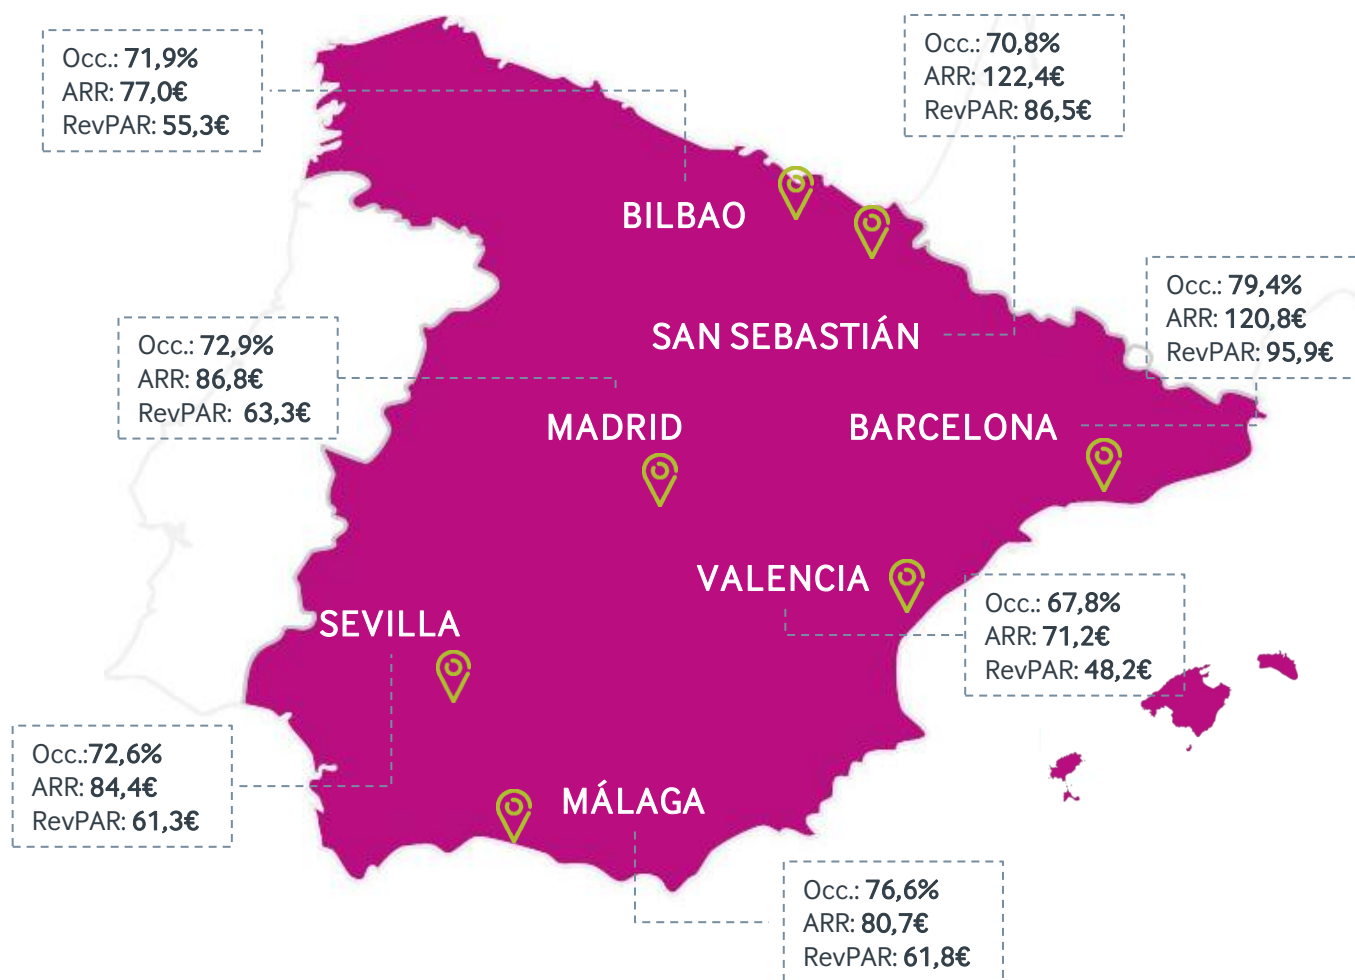 Occ.: 71,9%
ARR: 77,0€
RevPAR: 55,3€
Occ.: 70,8%
ARR: 122,4€
RevPAR: 86,5€
BILBAO
Occ.: 79,4%
ARR: 120,8€
RevPAR: 95,9€
SAN SEBASTIÁN
Occ.: 72,9%
ARR: 86,8€
RevPAR: 63,3€
MADRID
BARCELONA
VALENCIA
Occ.: 67,8%
ARR: 71,2€
RevPAR: 48,2€
SEVILLA
Occ.:72,6%
ARR: 84,4€
RevPAR: 61,3€
MÁLAGA
Occ.: 76,6%
ARR: 80,7€
RevPAR: 61,8€